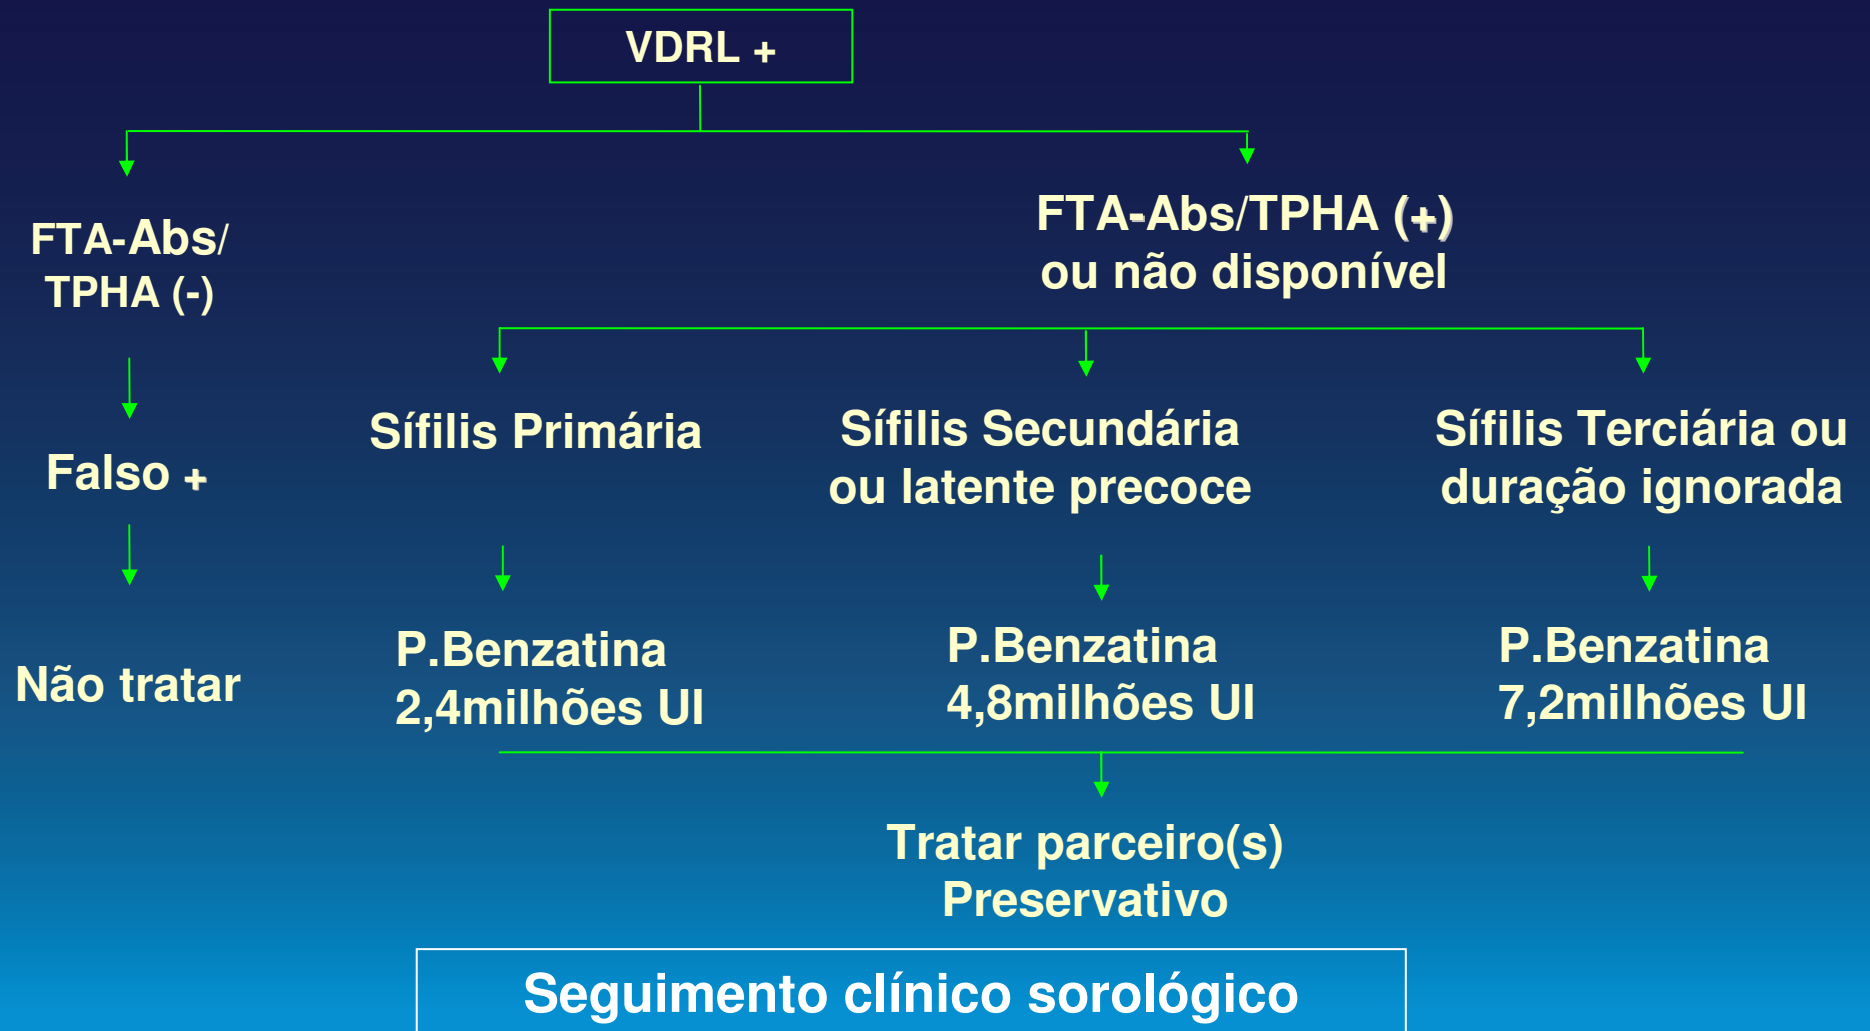 VDRL +
FTA-Abs/
TPHA (-)
FTA-Abs/TPHA (+)
ou não disponível
Falso +
Não tratar
Sífilis Primária
Sífilis Secundária
ou latente precoce
Sífilis Terciária ou
duração ignorada
P.Benzatina
2,4milhões UI
P.Benzatina
4,8milhões UI
P.Benzatina
7,2milhões UI
Tratar parceiro(s)
Preservativo
Seguimento clínico sorológico